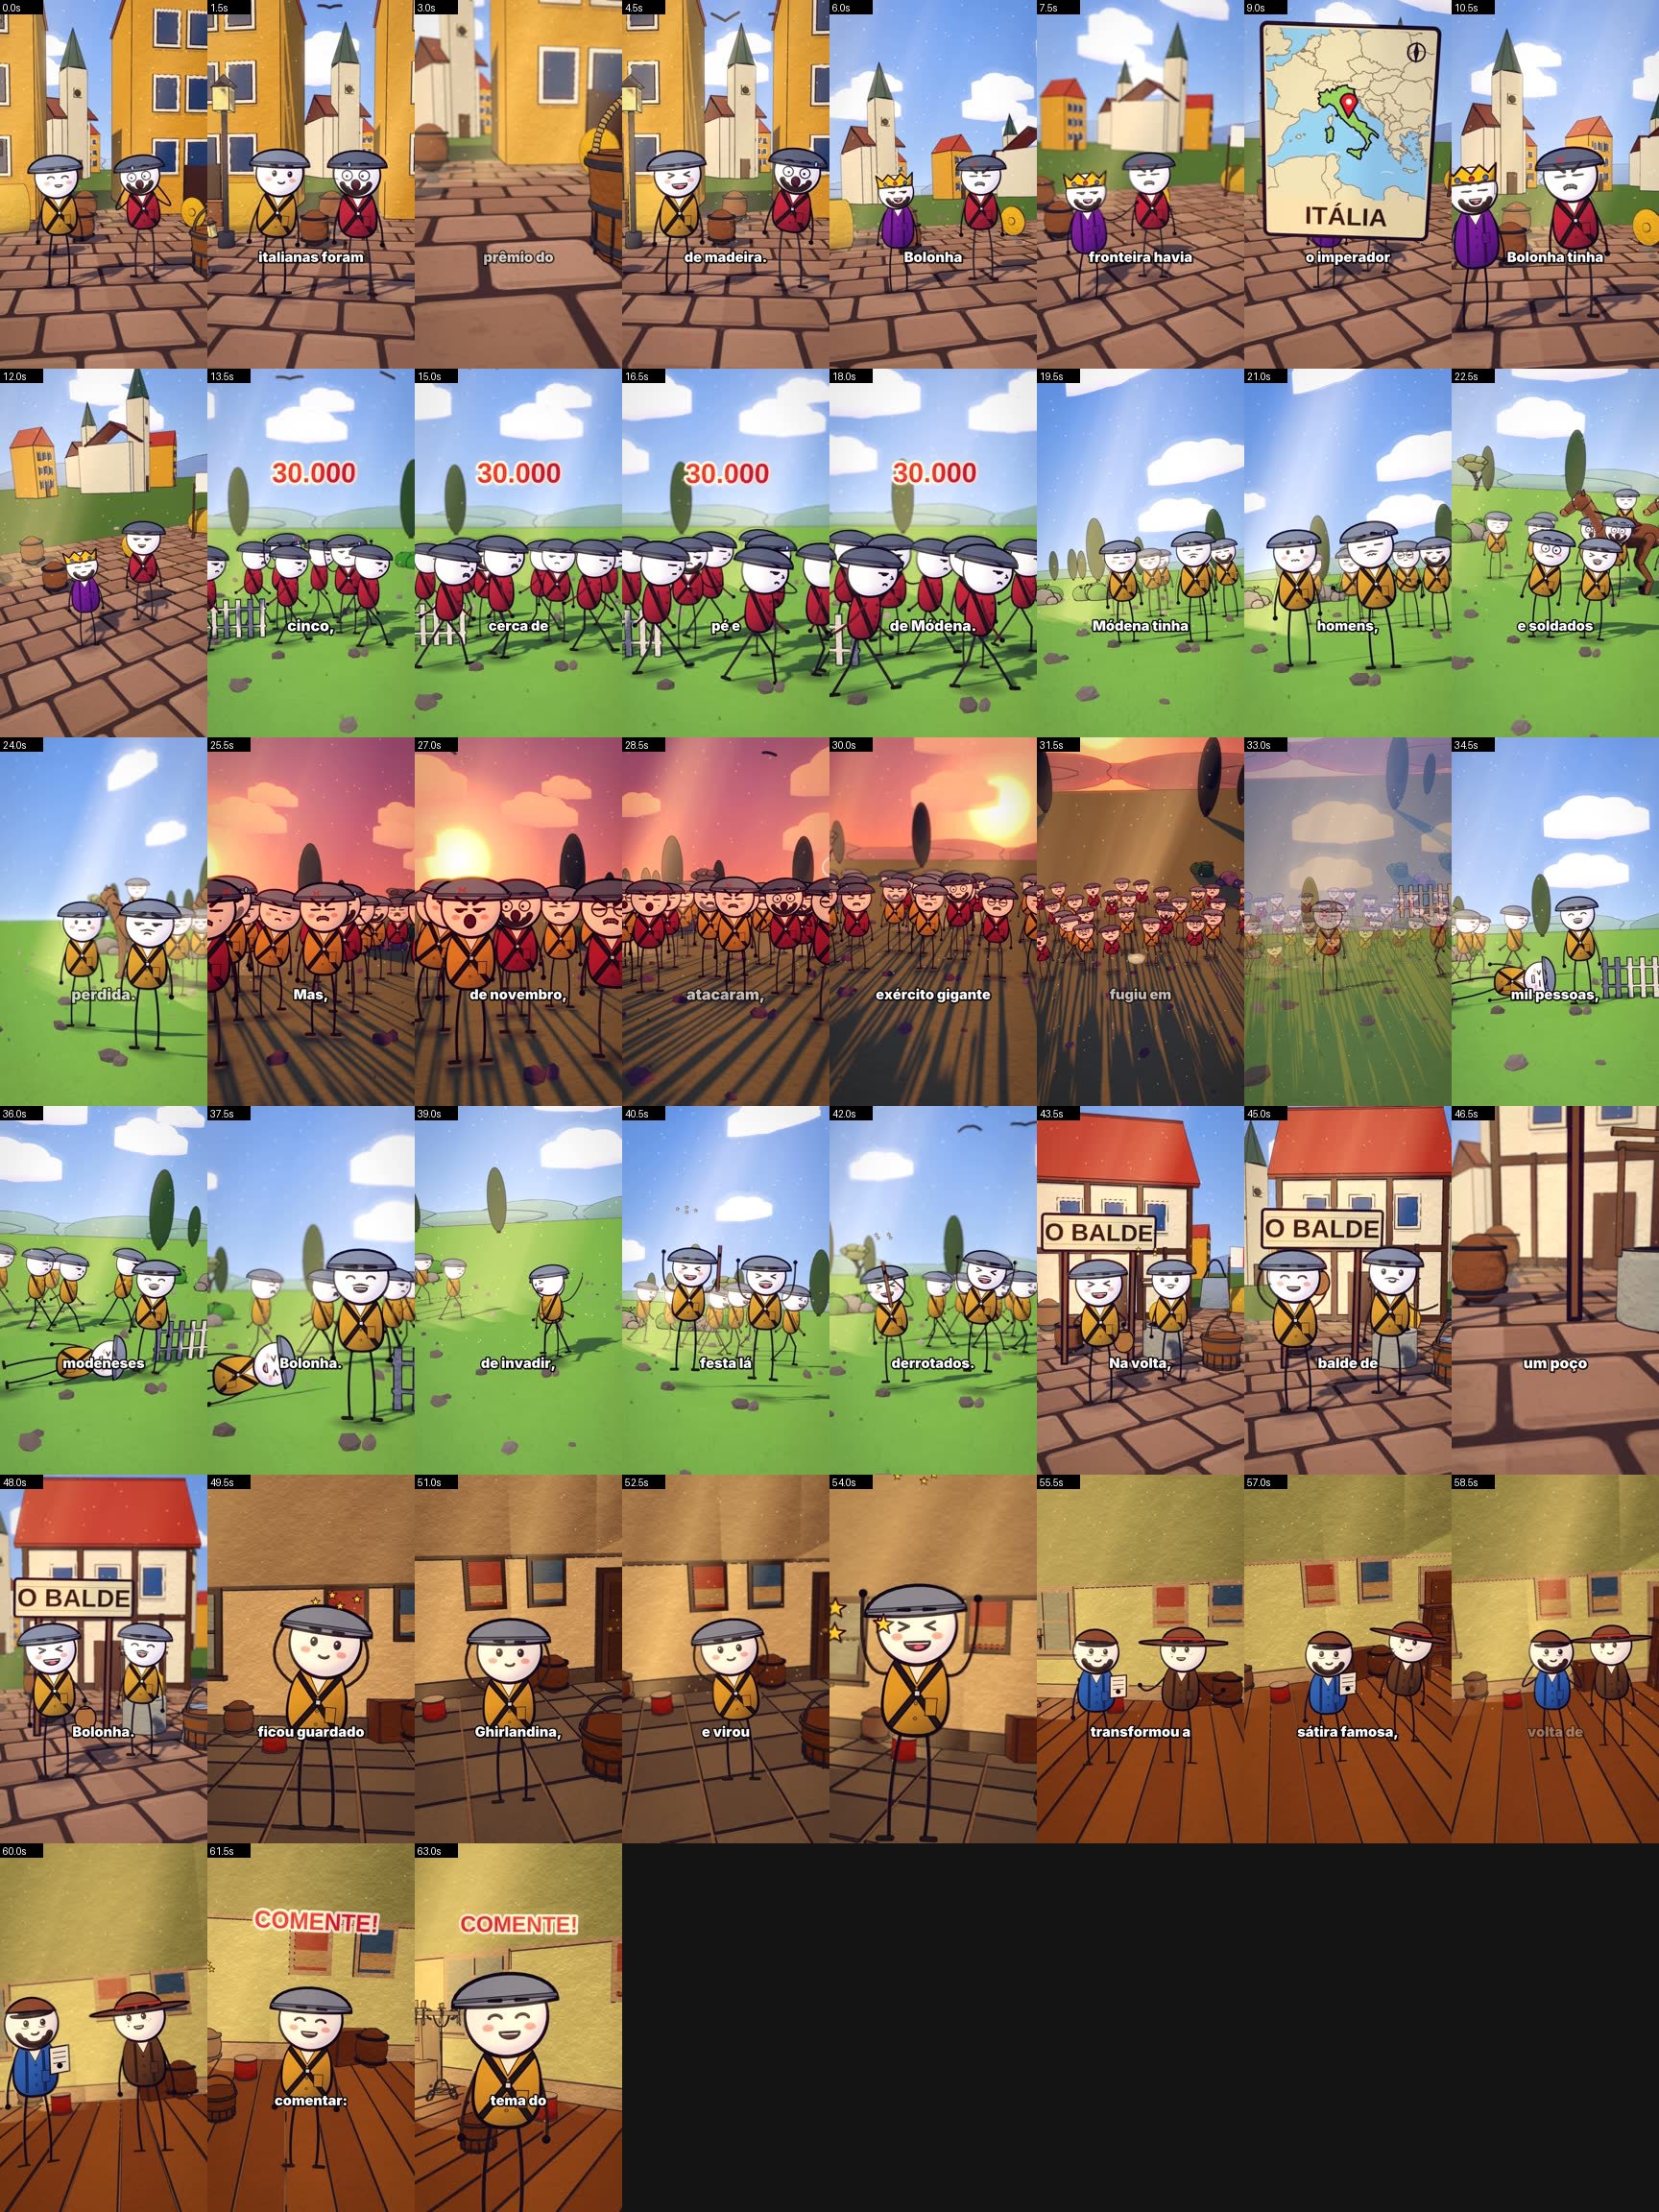 0.0s
1.5s
italianas foram
3.0s
prêmio do
4.5s
de madeira.
6.0s
Bolonha
7.5s
fronteira havia
9.0s
ITÁLIA
o imperador
10.5s
Bolonha tinha
12.0s
13.5s
30.000
cinco,
15.0s
30.000
cerca de
16.5s
30.000
pé e
18.0s
30.000
de Módena.
19.5s
Módena tinha
21.0s
homens,
22.5s
e soldados
24.0s
perdida.
25.5s
Mas,
27.0s
de novembro,
28.5s
atacaram,
30.0s
exército gigante
31.5s
fugiu em
33.0s
34.5s
mil pessoas,
36.0s
modeneses
37.5s
Bolonha.
39.0s
de invadir,
40.5s
festa lá
42.0s
derrotados.
43.5s
O BALDE
Na volta,
45.0s
O BALDE
balde de
46.5s
um poço
48.0s
O BALDE
Bolonha.
49.5s
ficou guardado
51.0s
Ghirlandina,
52.5s
e virou
54.0s
55.5s
transformou a
57.0s
sátira famosa,
58.5s
volta de
60.0s
61.5s
COMENTE!
comentar:
63.0s
COMENTE!
tema do